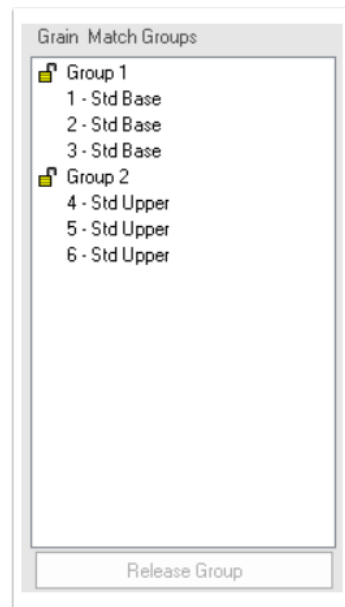 Grain Match Groups
Group 1
1 - Std Base
2 - Std Base
3 - Std Base
Group 2
4 - Std Upper
5 - Std Upper
6 - Std Upper
Release Group